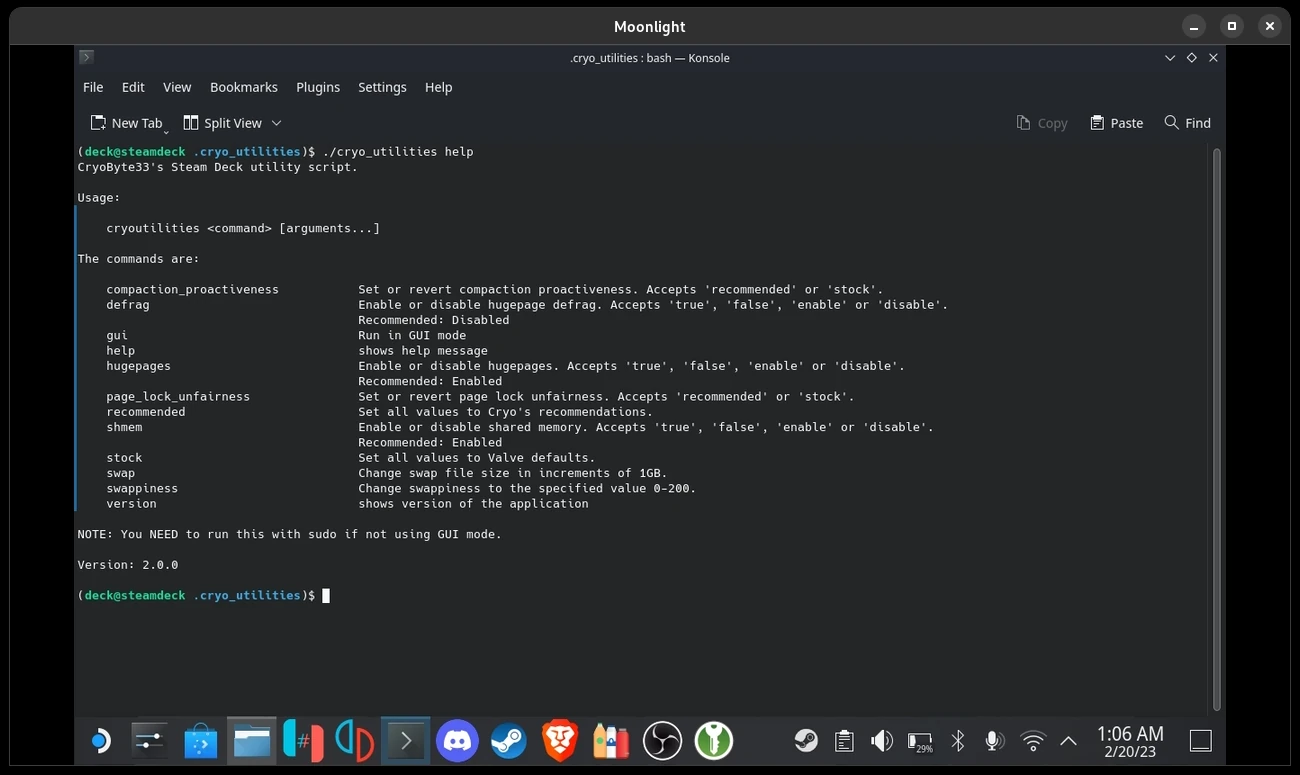 Moonlight
.cryo_utilities : bash — Konsole
File Edit View Bookmarks Plugins Settings Help
New Tab Split View Copy Paste Find
(deck@steamdeck .cryo_utilities)$ ./cryo_utilities help
CryoByte33's Steam Deck utility script.
Usage:
cryoutilities <command> [arguments...]
The commands are:
compaction_proactiveness Set or revert compaction proactiveness. Accepts 'recommended' or 'stock'.
defrag Enable or disable hugepage defrag. Accepts 'true', 'false', 'enable' or 'disable'.
Recommended: Disabled
gui Run in GUI mode
help shows help message
hugepages Enable or disable hugepages. Accepts 'true', 'false', 'enable' or 'disable'.
Recommended: Enabled
page_lock_unfairness Set or revert page lock unfairness. Accepts 'recommended' or 'stock'.
recommended Set all values to Cryo's recommendations.
shmem Enable or disable shared memory. Accepts 'true', 'false', 'enable' or 'disable'.
Recommended: Enabled
stock Set all values to Valve defaults.
swap Change swap file size in increments of 1GB.
swappiness Change swappiness to the specified value 0-200.
version shows version of the application
NOTE: You NEED to run this with sudo if not using GUI mode.
Version: 2.0.0
(deck@steamdeck .cryo_utilities)$
29%
1:06 AM
2/20/23